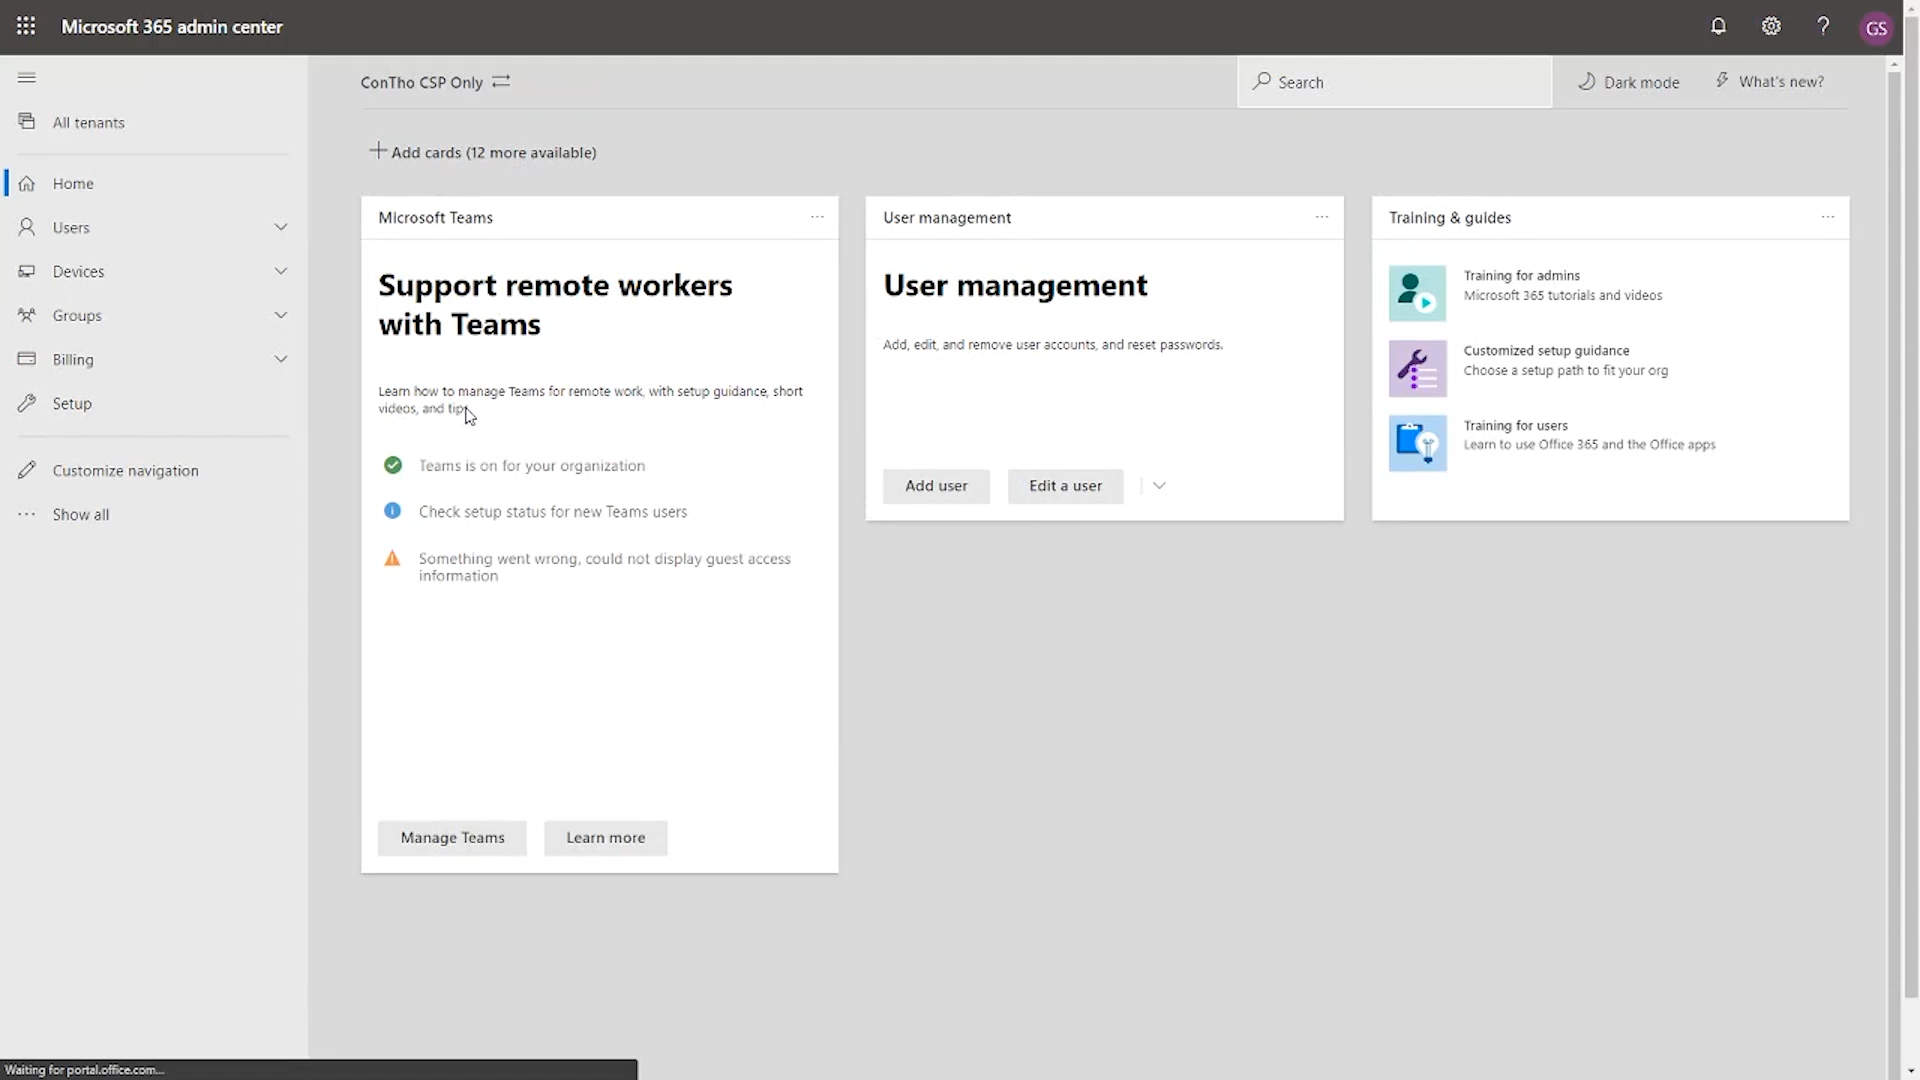 Microsoft 365 admin center
GS
ConTho CSP Only
Search
Dark mode
What's new?
All tenants
Home
Users
Devices
Groups
Billing
Setup
Customize navigation
Show all
Add cards (12 more available)
Microsoft Teams
Support remote workers
with Teams
Learn how to manage Teams for remote work, with setup guidance, short
videos, and tips
Teams is on for your organization
Check setup status for new Teams users
Something went wrong, could not display guest access
information
Manage Teams
Learn more
User management
User management
Add, edit, and remove user accounts, and reset passwords.
Add user
Edit a user
Training & guides
Training for admins
Microsoft 365 tutorials and videos
Customized setup guidance
Choose a setup path to fit your org
Training for users
Learn to use Office 365 and the Office apps
Waiting for portal.office.com...